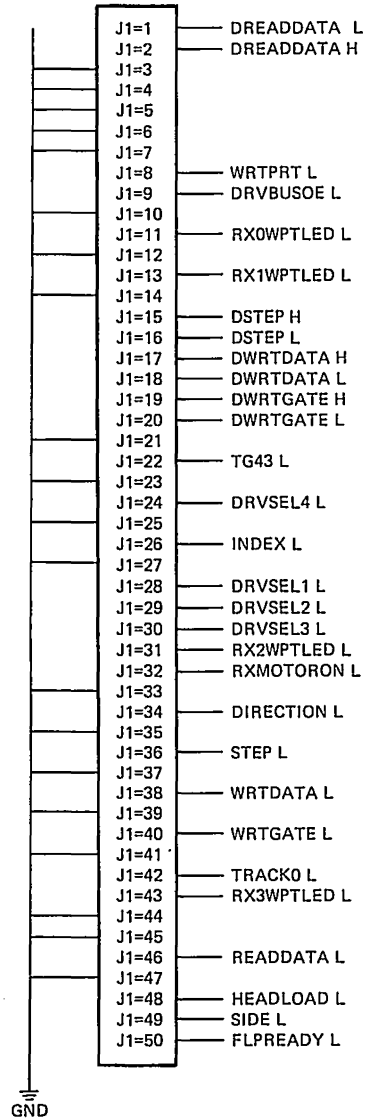 J1=1 DREADDATA L
J1=2 DREADDATA H
J1=3
J1=4
J1=5
J1=6
J1=7
J1=8 WRTPRT L
J1=9 DRVBUSOE L
J1=10
J1=11 RX0WPTLED L
J1=12
J1=13 RX1WPTLED L
J1=14
J1=15 DSTEP H
J1=16 DSTEP L
J1=17 DWRTDATA H
J1=18 DWRTDATA L
J1=19 DWRTGATE H
J1=20 DWRTGATE L
J1=21
J1=22 TG43 L
J1=23
J1=24 DRVSEL4 L
J1=25
J1=26 INDEX L
J1=27
J1=28 DRVSEL1 L
J1=29 DRVSEL2 L
J1=30 DRVSEL3 L
J1=31 RX2WPTLED L
J1=32 RXMOTORON L
J1=33
J1=34 DIRECTION L
J1=35
J1=36 STEP L
J1=37
J1=38 WRTDATA L
J1=39
J1=40 WRTGATE L
J1=41
J1=42 TRACK0 L
J1=43 RX3WPTLED L
J1=44
J1=45
J1=46 READDATA L
J1=47
J1=48 HEADLOAD L
J1=49 SIDE L
J1=50 FLPREADY L
GND